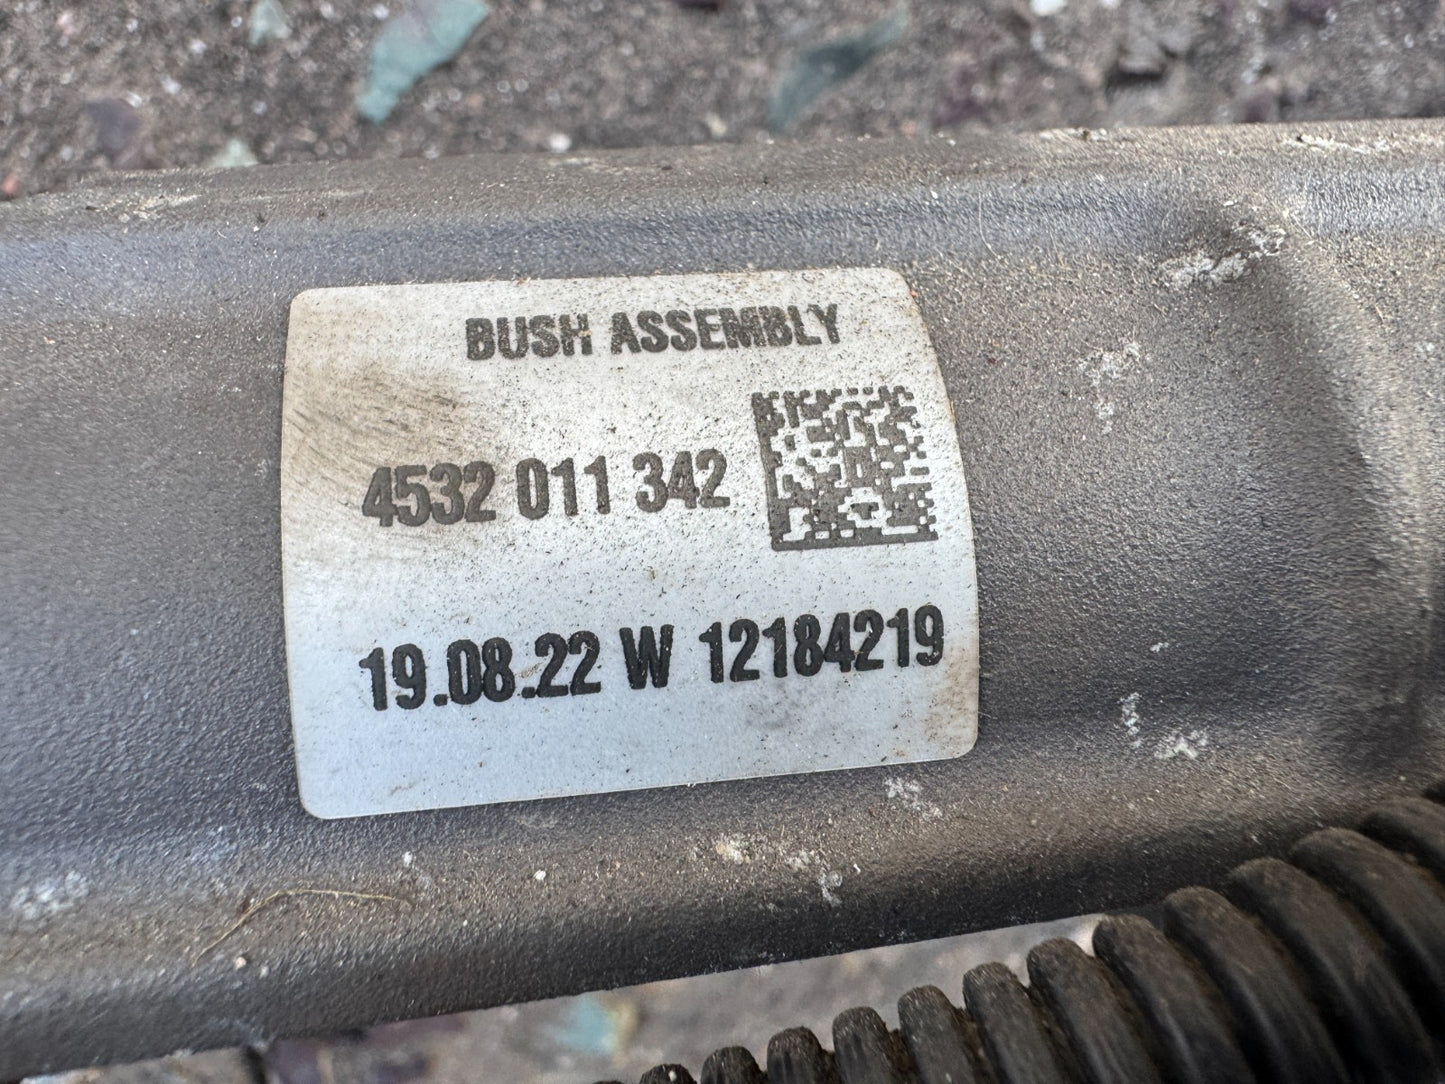 BUSH ASSEMBLY
4532 011 342
19.08.22 W 12184219